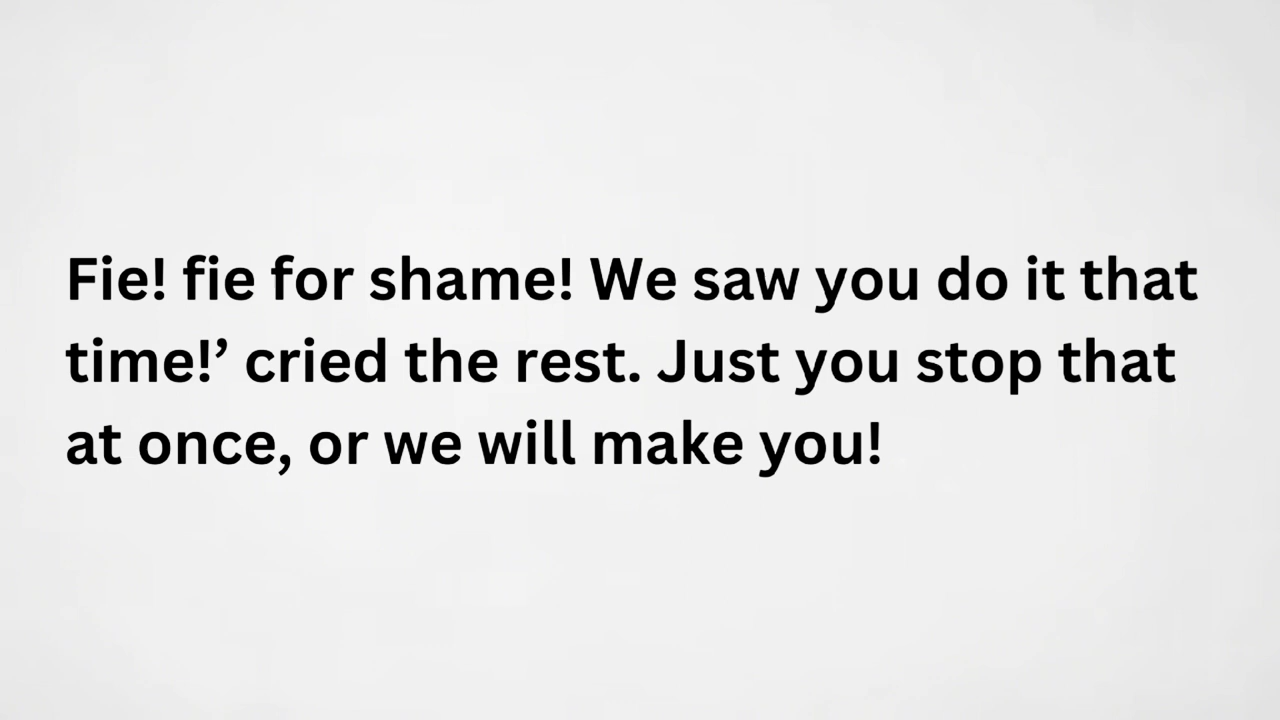 Fie! fie for shame! We saw you do it that
time!’ cried the rest. Just you stop that
at once, or we will make you!